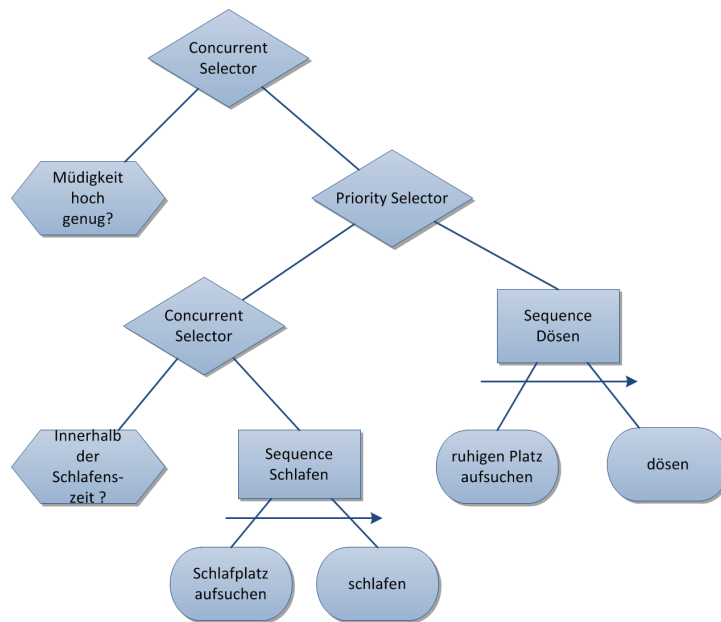 Concurrent
Selector
Müdigkeit
hoch
genug?
Priority Selector
Concurrent
Selector
Sequence
Dösen
Innerhalb
der
Schlafens-
zeit ?
Sequence
Schlafen
ruhigen Platz
aufsuchen
dösen
Schlafplatz
aufsuchen
schlafen